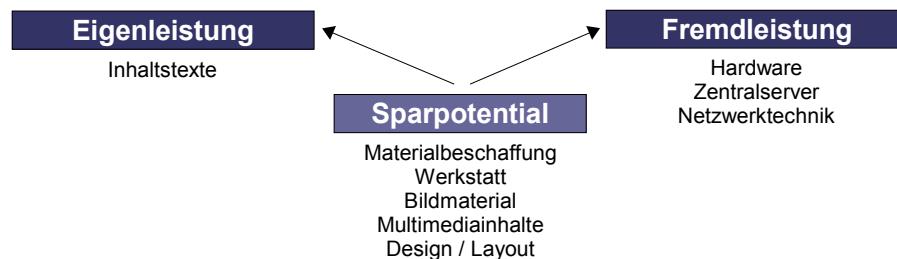 Eigenleistung
Inhaltstexte
Fremdleistung
Hardware
Zentralserver
Netzwerktechnik
Sparpotential
Materialbeschaffung
Werkstatt
Bildmaterial
Multimediainhalte
Design / Layout